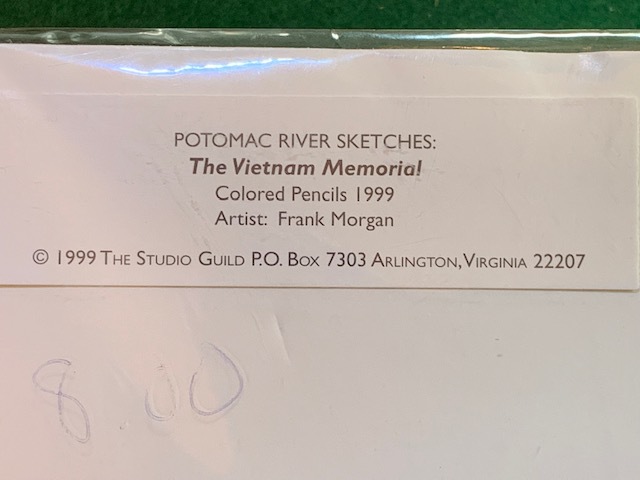 POTOMAC RIVER SKETCHES:
The Vietnam Memorial
Colored Pencils 1999
Artist: Frank Morgan
© 1999 THE STUDIO GUILD P.O. BOX 7303 ARLINGTON, VIRGINIA 22207
8.00